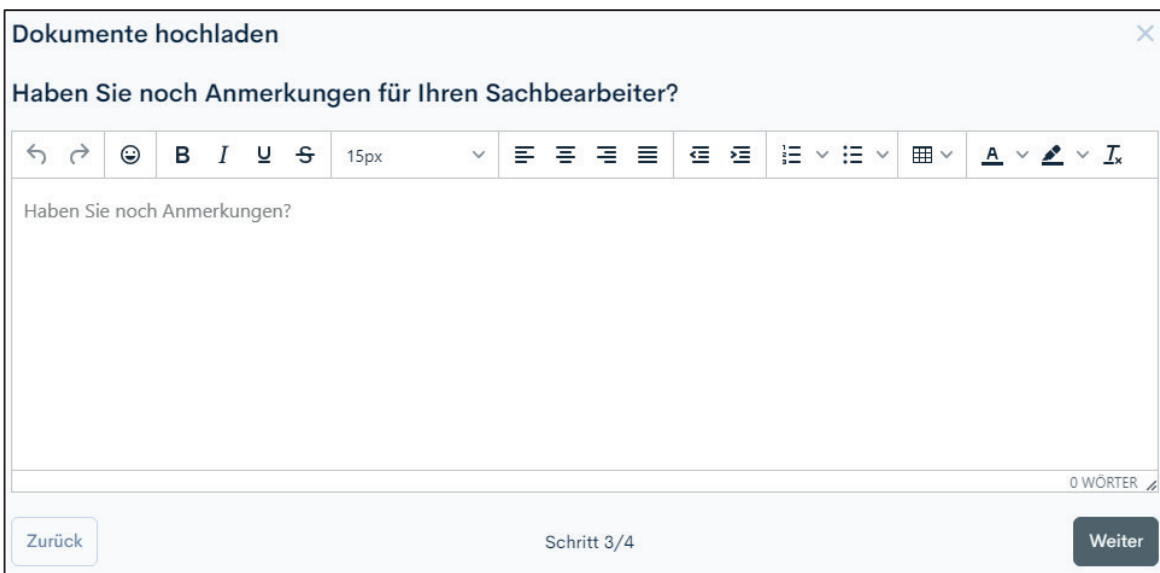 Dokumente hochladen
Haben Sie noch Anmerkungen für Ihren Sachbearbeiter?
B I U S 15px A
Haben Sie noch Anmerkungen?
0 WÖRTER
Zurück Schritt 3/4 Weiter